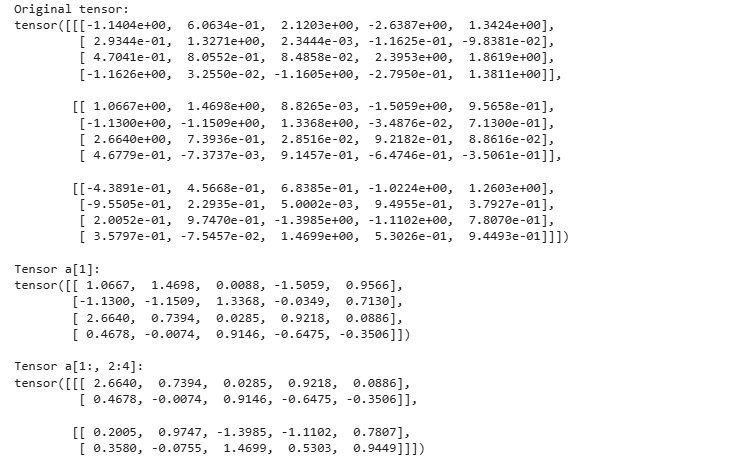 Original tensor:
tensor([[[-1.1404e+00,  6.0634e-01,  2.1203e+00, -2.6387e+00,  1.3424e+00],
         [ 2.9344e-01,  1.3271e+00,  2.3444e-03, -1.1625e-01, -9.8381e-02],
         [ 4.7041e-01,  8.0552e-01,  8.4858e-02,  2.3953e+00,  1.8619e+00],
         [-1.1626e+00,  3.2550e-02, -1.1605e+00, -2.7950e-01,  1.3811e+00]],

        [[ 1.0667e+00,  1.4698e+00,  8.8265e-03, -1.5059e+00,  9.5658e-01],
         [-1.1300e+00, -1.1509e+00,  1.3368e+00, -3.4876e-02,  7.1300e-01],
         [ 2.6640e+00,  7.3936e-01,  2.8516e-02,  9.2182e-01,  8.8616e-02],
         [ 4.6779e-01, -7.3737e-03,  9.1457e-01, -6.4746e-01, -3.5061e-01]],

        [[-4.3891e-01,  4.5668e-01,  6.8385e-01, -1.0224e+00,  1.2603e+00],
         [-9.5505e-01,  2.2935e-01,  5.0002e-03,  9.4955e-01,  3.7927e-01],
         [ 2.0052e-01,  9.7470e-01, -1.3985e+00, -1.1102e+00,  7.8070e-01],
         [ 3.5797e-01, -7.5457e-02,  1.4699e+00,  5.3026e-01,  9.4493e-01]]])

Tensor a[1]:
tensor([[ 1.0667,  1.4698,  0.0088, -1.5059,  0.9566],
        [-1.1300, -1.1509,  1.3368, -0.0349,  0.7130],
        [ 2.6640,  0.7394,  0.0285,  0.9218,  0.0886],
        [ 0.4678, -0.0074,  0.9146, -0.6475, -0.3506]])

Tensor a[1:, 2:4]:
tensor([[[ 2.6640,  0.7394,  0.0285,  0.9218,  0.0886],
         [ 0.4678, -0.0074,  0.9146, -0.6475, -0.3506]],

        [[ 0.2005,  0.9747, -1.3985, -1.1102,  0.7807],
         [ 0.3580, -0.0755,  1.4699,  0.5303,  0.9449]]])